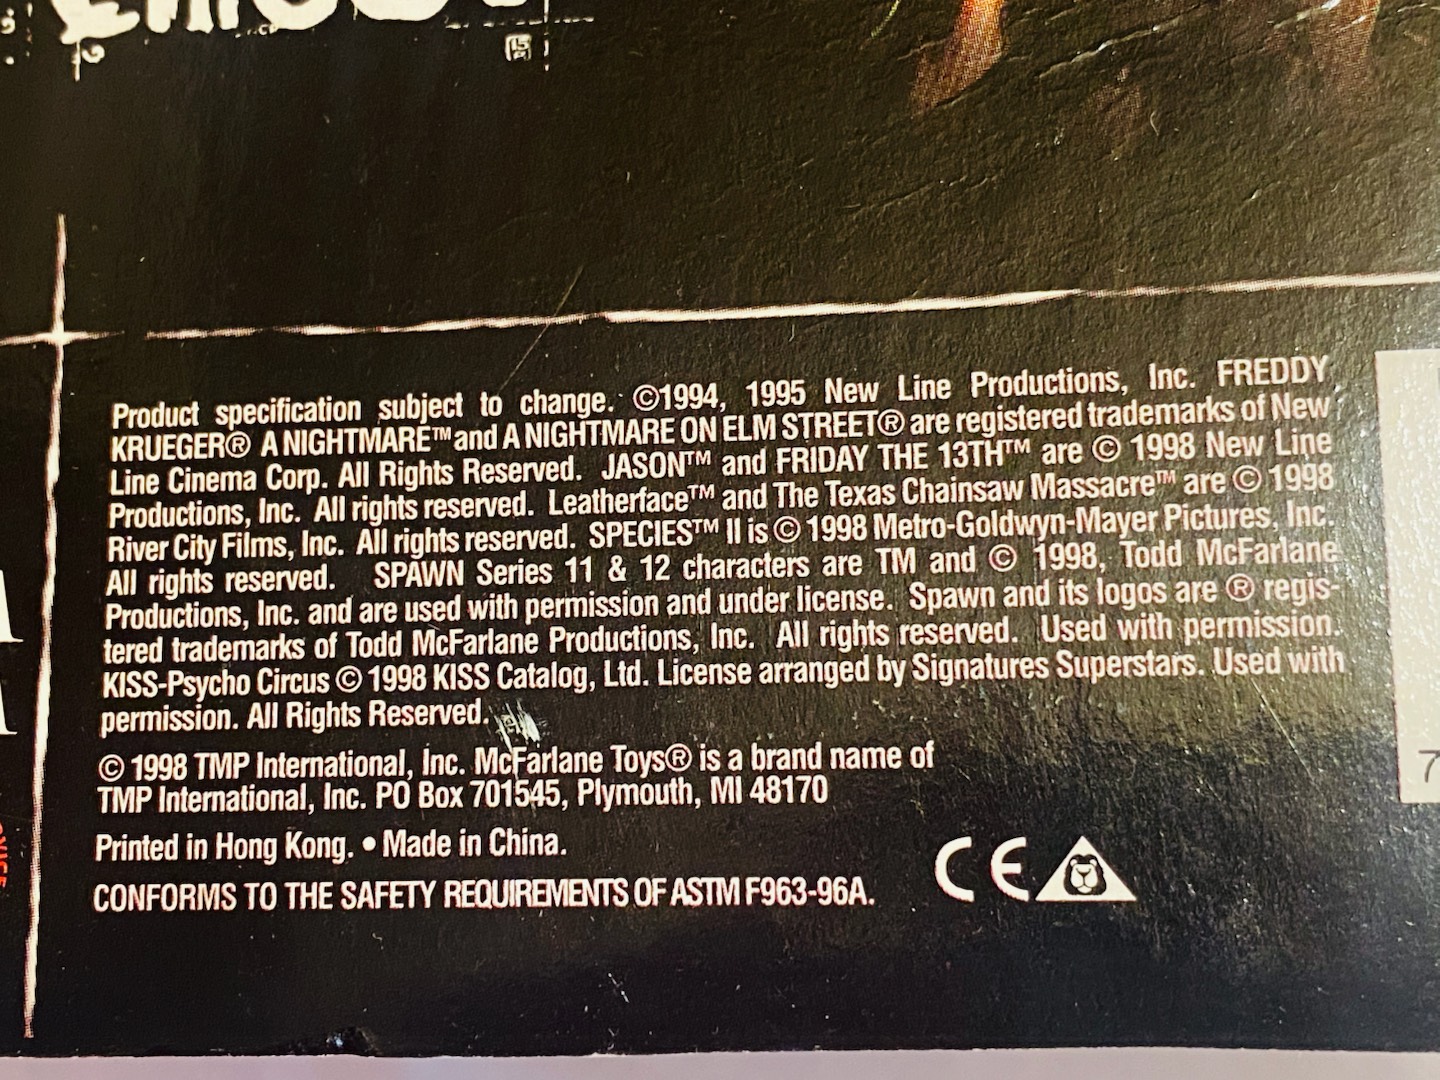 Product specification subject to change. ©1994, 1995 New Line Productions, Inc. FREDDY
KRUEGER® A NIGHTMARE™ and A NIGHTMARE ON ELM STREET® are registered trademarks of New
Line Cinema Corp. All Rights Reserved. JASON™ and FRIDAY THE 13TH™ are © 1998 New Line
Productions, Inc. All rights reserved. Leatherface™ and The Texas Chainsaw Massacre™ are © 1998
River City Films, Inc. All rights reserved. SPECIES™ II is © 1998 Metro-Goldwyn-Mayer Pictures, Inc.
All rights reserved. SPAWN Series 11 & 12 characters are TM and © 1998, Todd McFarlane
Productions, Inc. and are used with permission and under license. Spawn and its logos are ® regis-
tered trademarks of Todd McFarlane Productions, Inc. All rights reserved. Used with permission.
KISS-Psycho Circus © 1998 KISS Catalog, Ltd. License arranged by Signatures Superstars. Used with
permission. All Rights Reserved.
© 1998 TMP International, Inc. McFarlane Toys® is a brand name of
TMP International, Inc. PO Box 701545, Plymouth, MI 48170
Printed in Hong Kong. • Made in China.
CONFORMS TO THE SAFETY REQUIREMENTS OF ASTM F963-96A.
CE
7